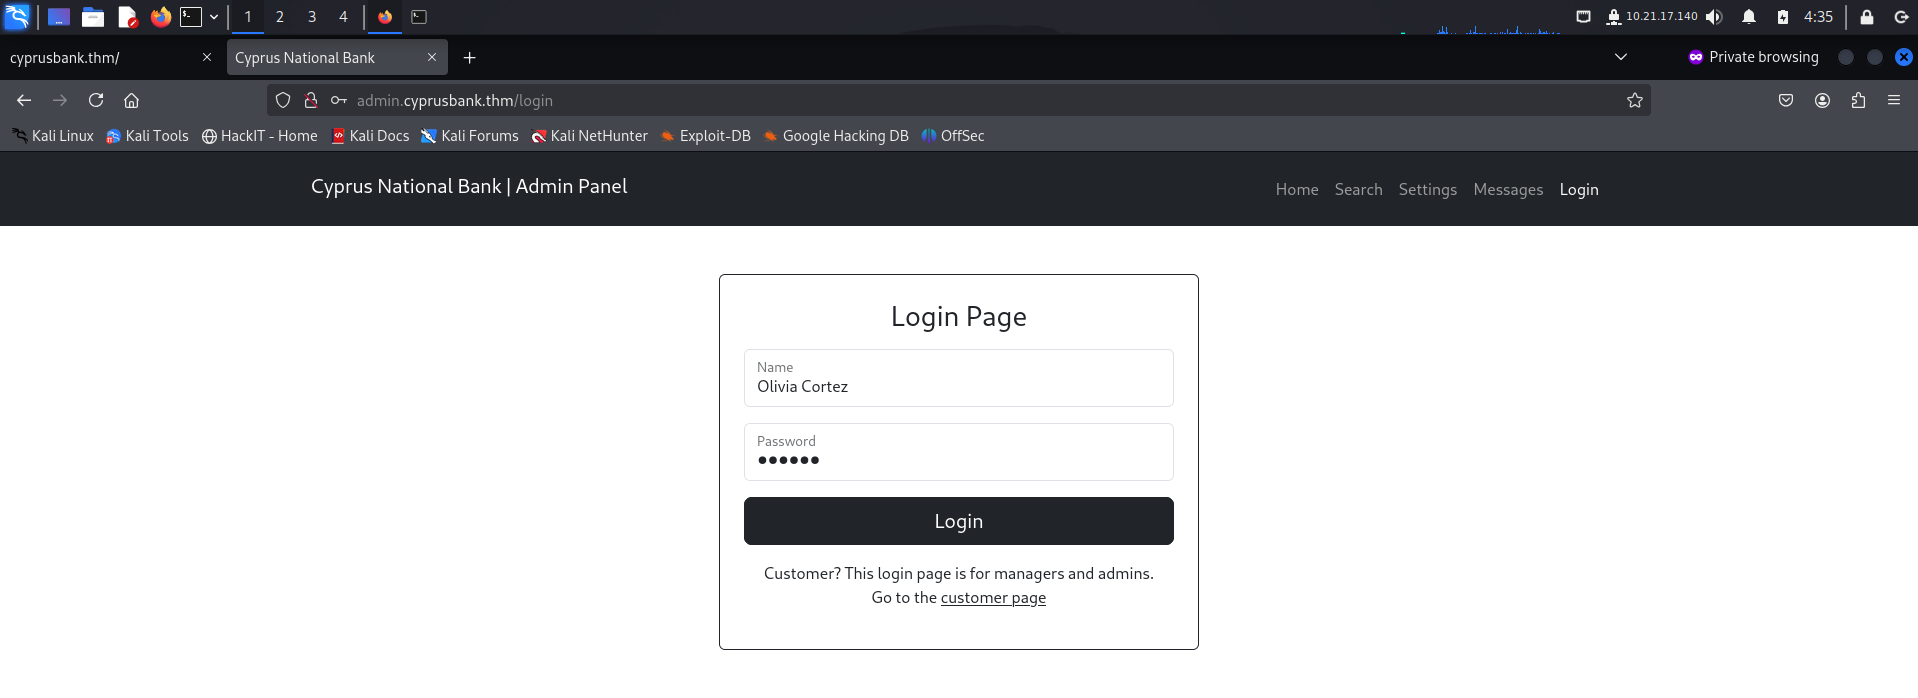 1 2 3 4 10.21.17.140 4:35
cyprusbank.thm/ Cyprus National Bank Private browsing
admin.cyprusbank.thm/login
Kali Linux Kali Tools HackIT - Home Kali Docs Kali Forums Kali NetHunter Exploit-DB Google Hacking DB OffSec
Cyprus National Bank | Admin Panel Home Search Settings Messages Login
Login Page
Name
Olivia Cortez
Password
••••••
Login
Customer? This login page is for managers and admins.
Go to the customer page